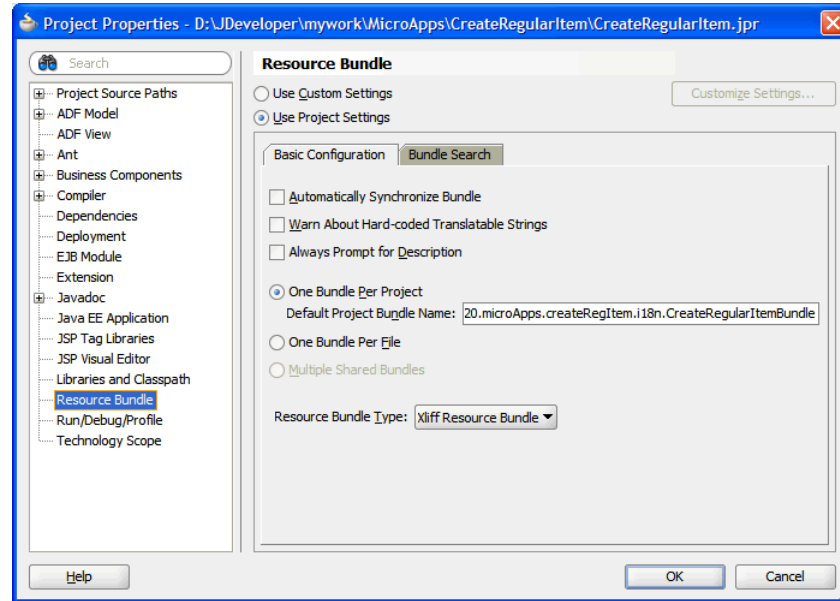 Project Properties - D:\JDeveloper\mywork\MicroApps\CreateRegularItem\CreateRegularItem.jpr
Search
Project Source Paths
ADF Model
ADF View
Ant
Business Components
Compiler
Dependencies
Deployment
EJB Module
Extension
Javadoc
Java EE Application
JSP Tag Libraries
JSP Visual Editor
Libraries and Classpath
Resource Bundle
Run/Debug/Profile
Technology Scope
Resource Bundle
Use Custom Settings
Customize Settings...
Use Project Settings
Basic Configuration
Bundle Search
Automatically Synchronize Bundle
Warn About Hard-coded Translatable Strings
Always Prompt for Description
One Bundle Per Project
Default Project Bundle Name: 20.microApps.createRegItem.i18n.CreateRegularItemBundle
One Bundle Per File
Multiple Shared Bundles
Resource Bundle Type: Xliff Resource Bundle
Help
OK
Cancel